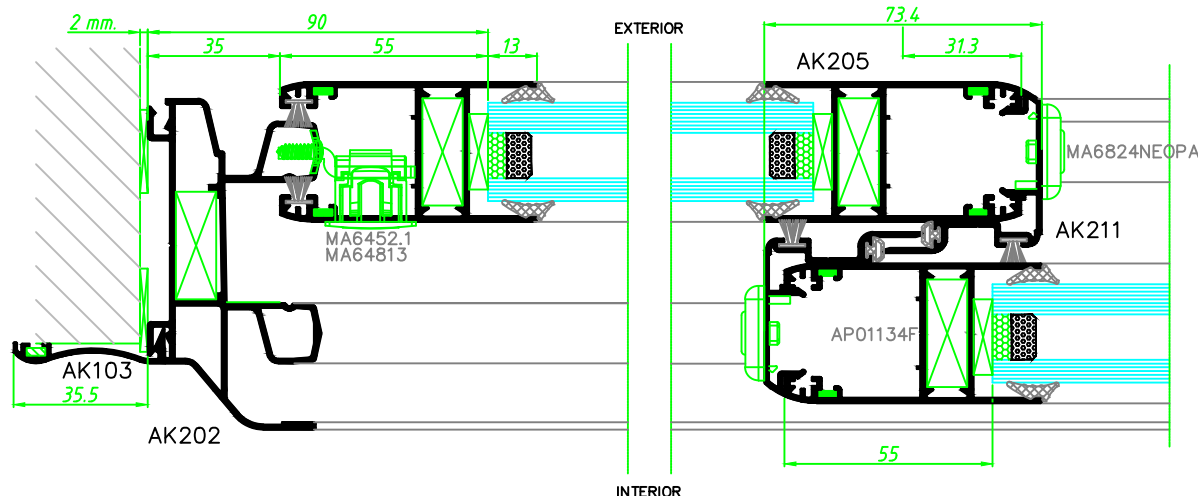 2 mm.
90
EXTERIOR
73.4
35
55
13
31.3
AK205
MA6824NEOPA
MA6452.1
MA64813
AK211
AP01134F
AK103
35.5
AK202
55
INTERIOR